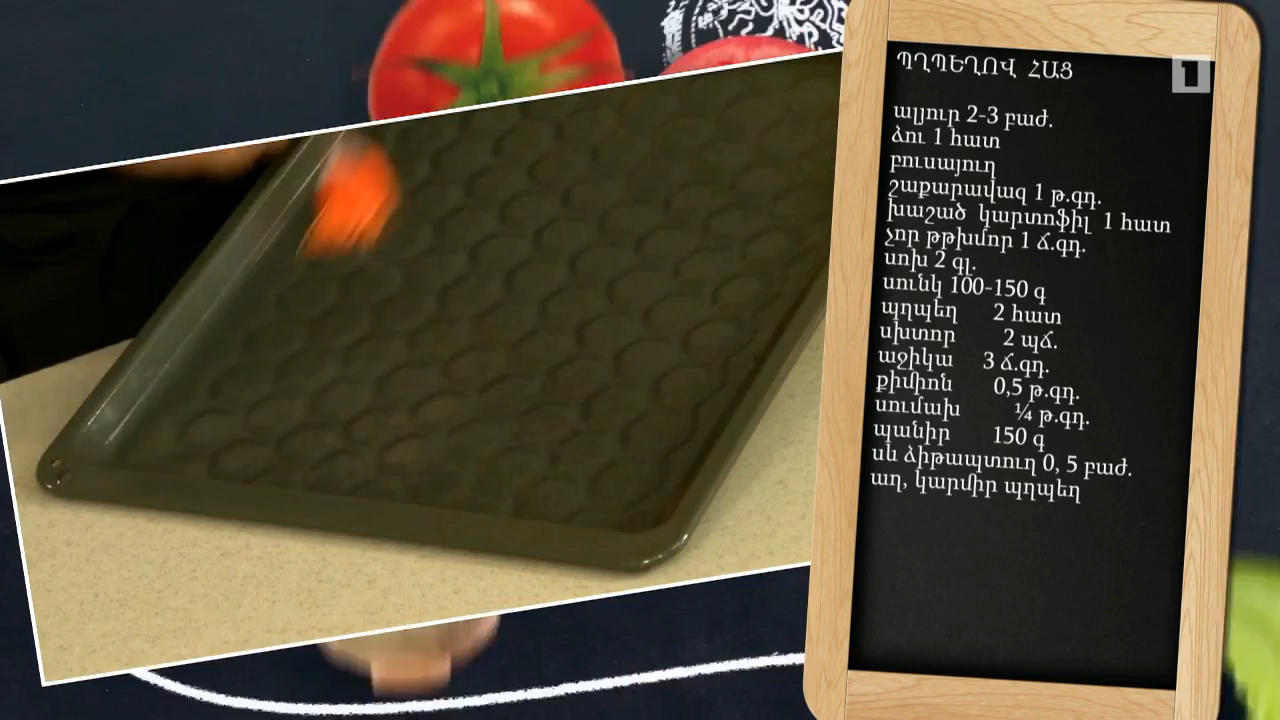 ՊՂՊԵՂՈՎ ՀԱՑ
1
ալյուր 2-3 բաժ.
ձու 1 հատ
բուսայուղ
շաքարավազ 1 թ.գդ.
խաշած կարտոֆիլ 1 հատ
չոր թթխմոր 1 ճ.գդ.
սոխ 2 գլ.
սունկ 100-150 գ
պղպեղ 2 հատ
սխտոր 2 պճ.
աջիկա 3 ճ.գդ.
քիմիոն 0,5 թ.գդ.
սումախ ¼ թ.գդ.
պանիր 150 գ
սև ձիթապտուղ 0, 5 բաժ.
աղ, կարմիր պղպեղ